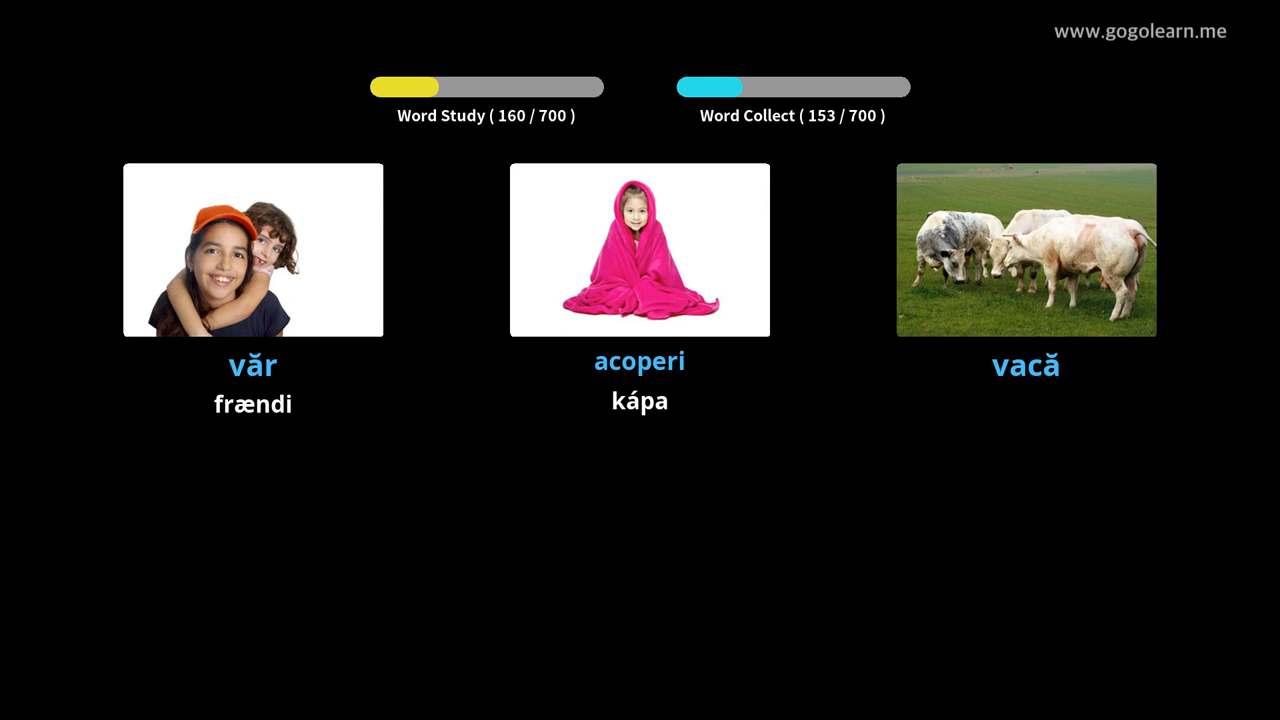 www.gogolearn.me
Word Study ( 160 / 700 )
Word Collect ( 153 / 700 )
văr
frændi
acoperi
kápa
vacă